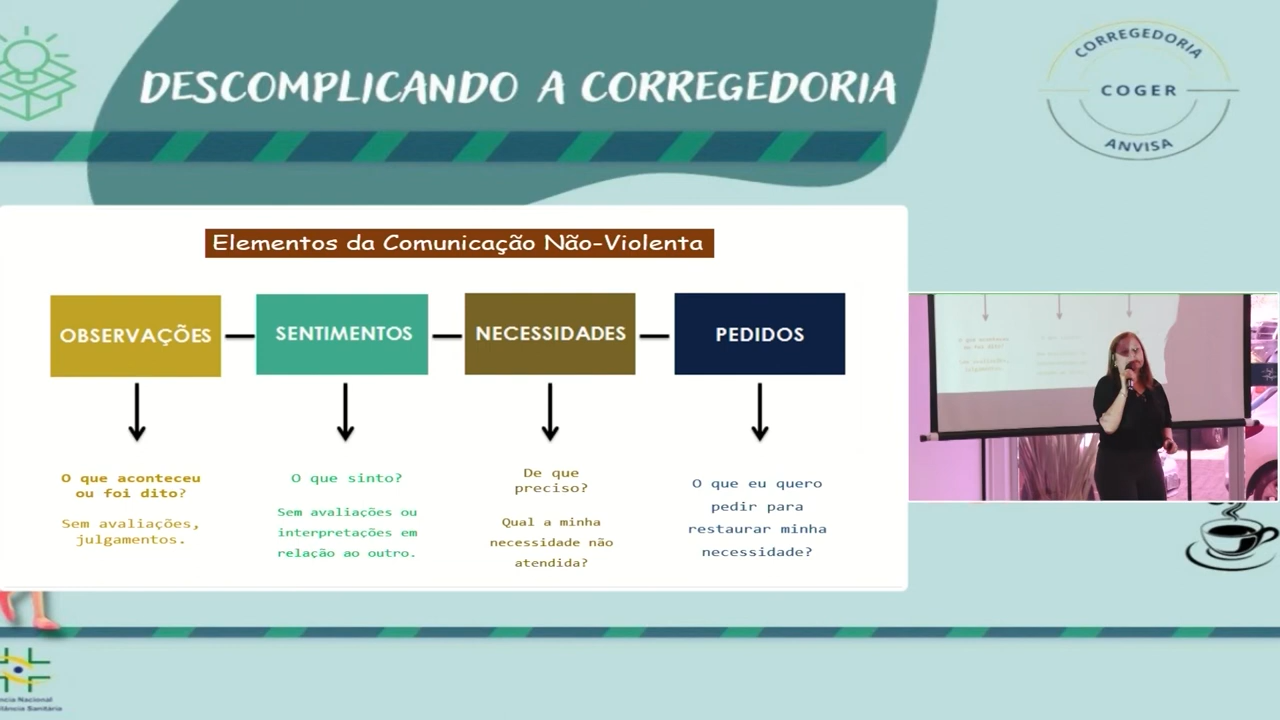 DESCOMPLICANDO A CORREGEDORIA
CORREGEDORIA
COGER
ANVISA
Elementos da Comunicação Não-Violenta
OBSERVAÇÕES
SENTIMENTOS
NECESSIDADES
PEDIDOS
O que aconteceu
ou foi dito?
Sem avaliações,
julgamentos.
O que sinto?
Sem avaliações ou
interpretações em
relação ao outro.
De que
preciso?
Qual a minha
necessidade não
atendida?
O que eu quero
pedir para
restaurar minha
necessidade?
Nacional
Sanitária